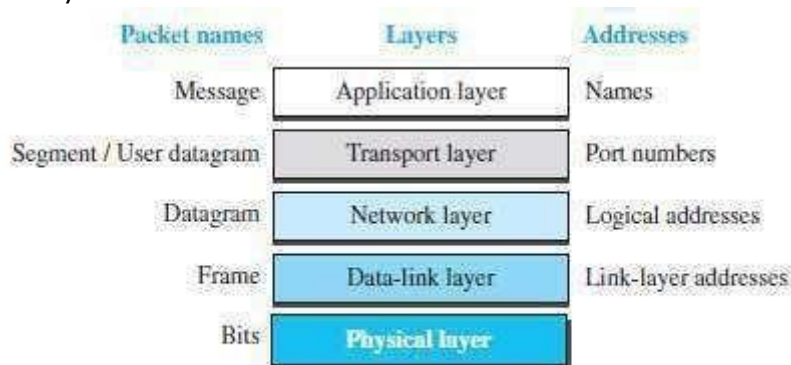 Packet names Layers Addresses
Message Application layer Names
Segment / User datagram Transport layer Port numbers
Datagram Network layer Logical addresses
Frame Data-link layer Link-layer addresses
Bits Physical layer